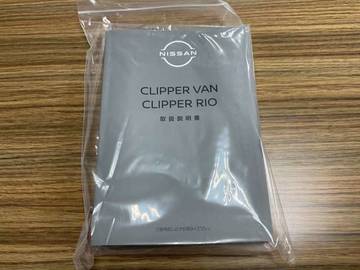 NISSAN
CLIPPER VAN
CLIPPER RIO
取扱説明書